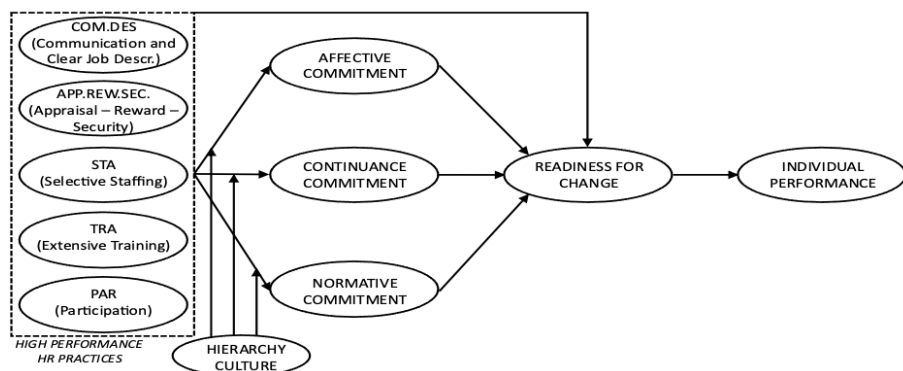 COM.DES
(Communication and
Clear Job Descr.)
APP.REW.SEC.
(Appraisal – Reward –
Security)
STA
(Selective Staffing)
TRA
(Extensive Training)
PAR
(Participation)
HIGH PERFORMANCE
HR PRACTICES
HIERARCHY
CULTURE
AFFECTIVE
COMMITMENT
CONTINUANCE
COMMITMENT
NORMATIVE
COMMITMENT
READINESS FOR
CHANGE
INDIVIDUAL
PERFORMANCE